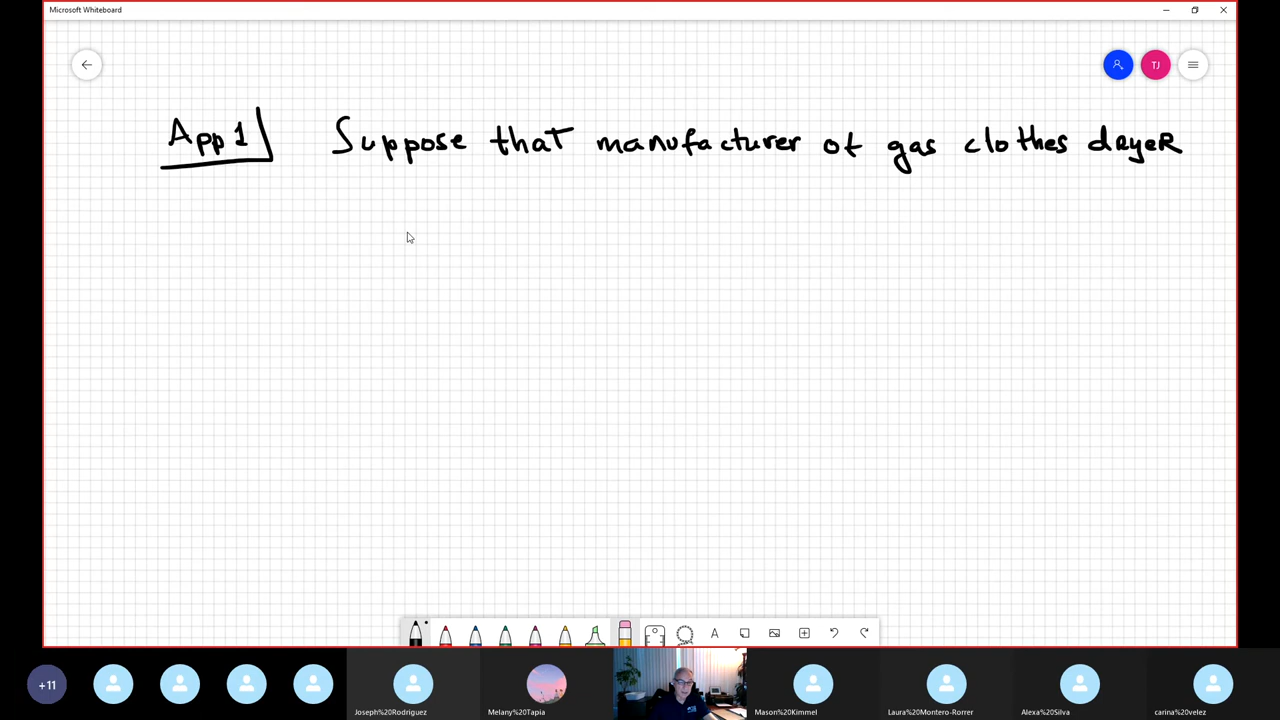 Microsoft Whiteboard
TJ
App 1 Suppose that manufacturer of gas clothes dryer
A
+11
Joseph%20Rodriguez
Melany%20Tapia
Mason%20Kimmel
Laura%20Montero-Rorrer
Alexa%20Silva
carina%20velez